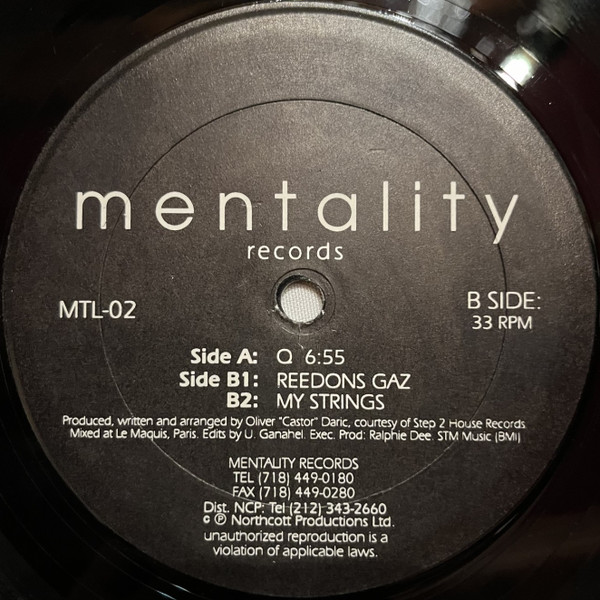 mentality
records
MTL-02
B SIDE:
33 RPM
Side A: Q 6:55
Side B1: REEDONS GAZ
B2: MY STRINGS
Produced, written and arranged by Oliver "Castor" Daric, courtesy of Step 2 House Records
Mixed at Le Maquis, Paris. Edits by U. Ganahel. Exec. Prod: Ralphie Dee. STM Music (BMI)
MENTALITY RECORDS
TEL (718) 449-0180
FAX (718) 449-0280
Dist. NCP: Tel (212) 343-2660
© ℗ Northcott Productions Ltd.
unauthorized reproduction is a
violation of applicable laws.